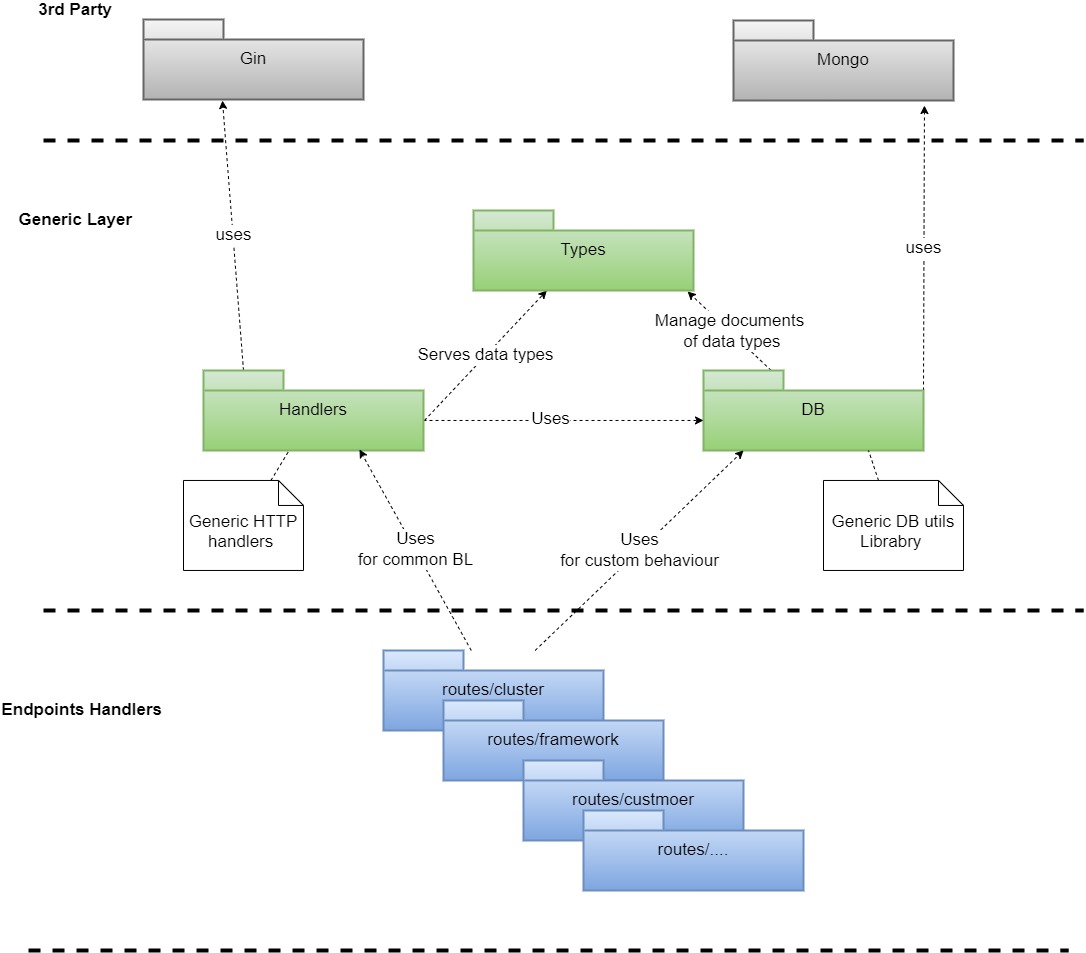 3rd Party
Gin
Mongo
Generic Layer
uses
uses
Types
Manage documents
of data types
Serves data types
Handlers
Uses
DB
Generic HTTP
handlers
Generic DB utils
Librabry
Uses
for common BL
Uses
for custom behaviour
Endpoints Handlers
routes/cluster
routes/framework
routes/custmoer
routes/....